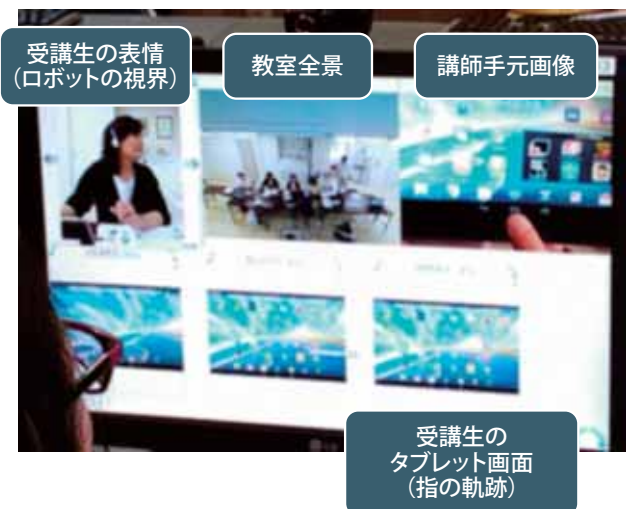 受講生の表情
（ロボットの視界）
教室全景
講師手元画像
受講生の
タブレット画面
（指の軌跡）